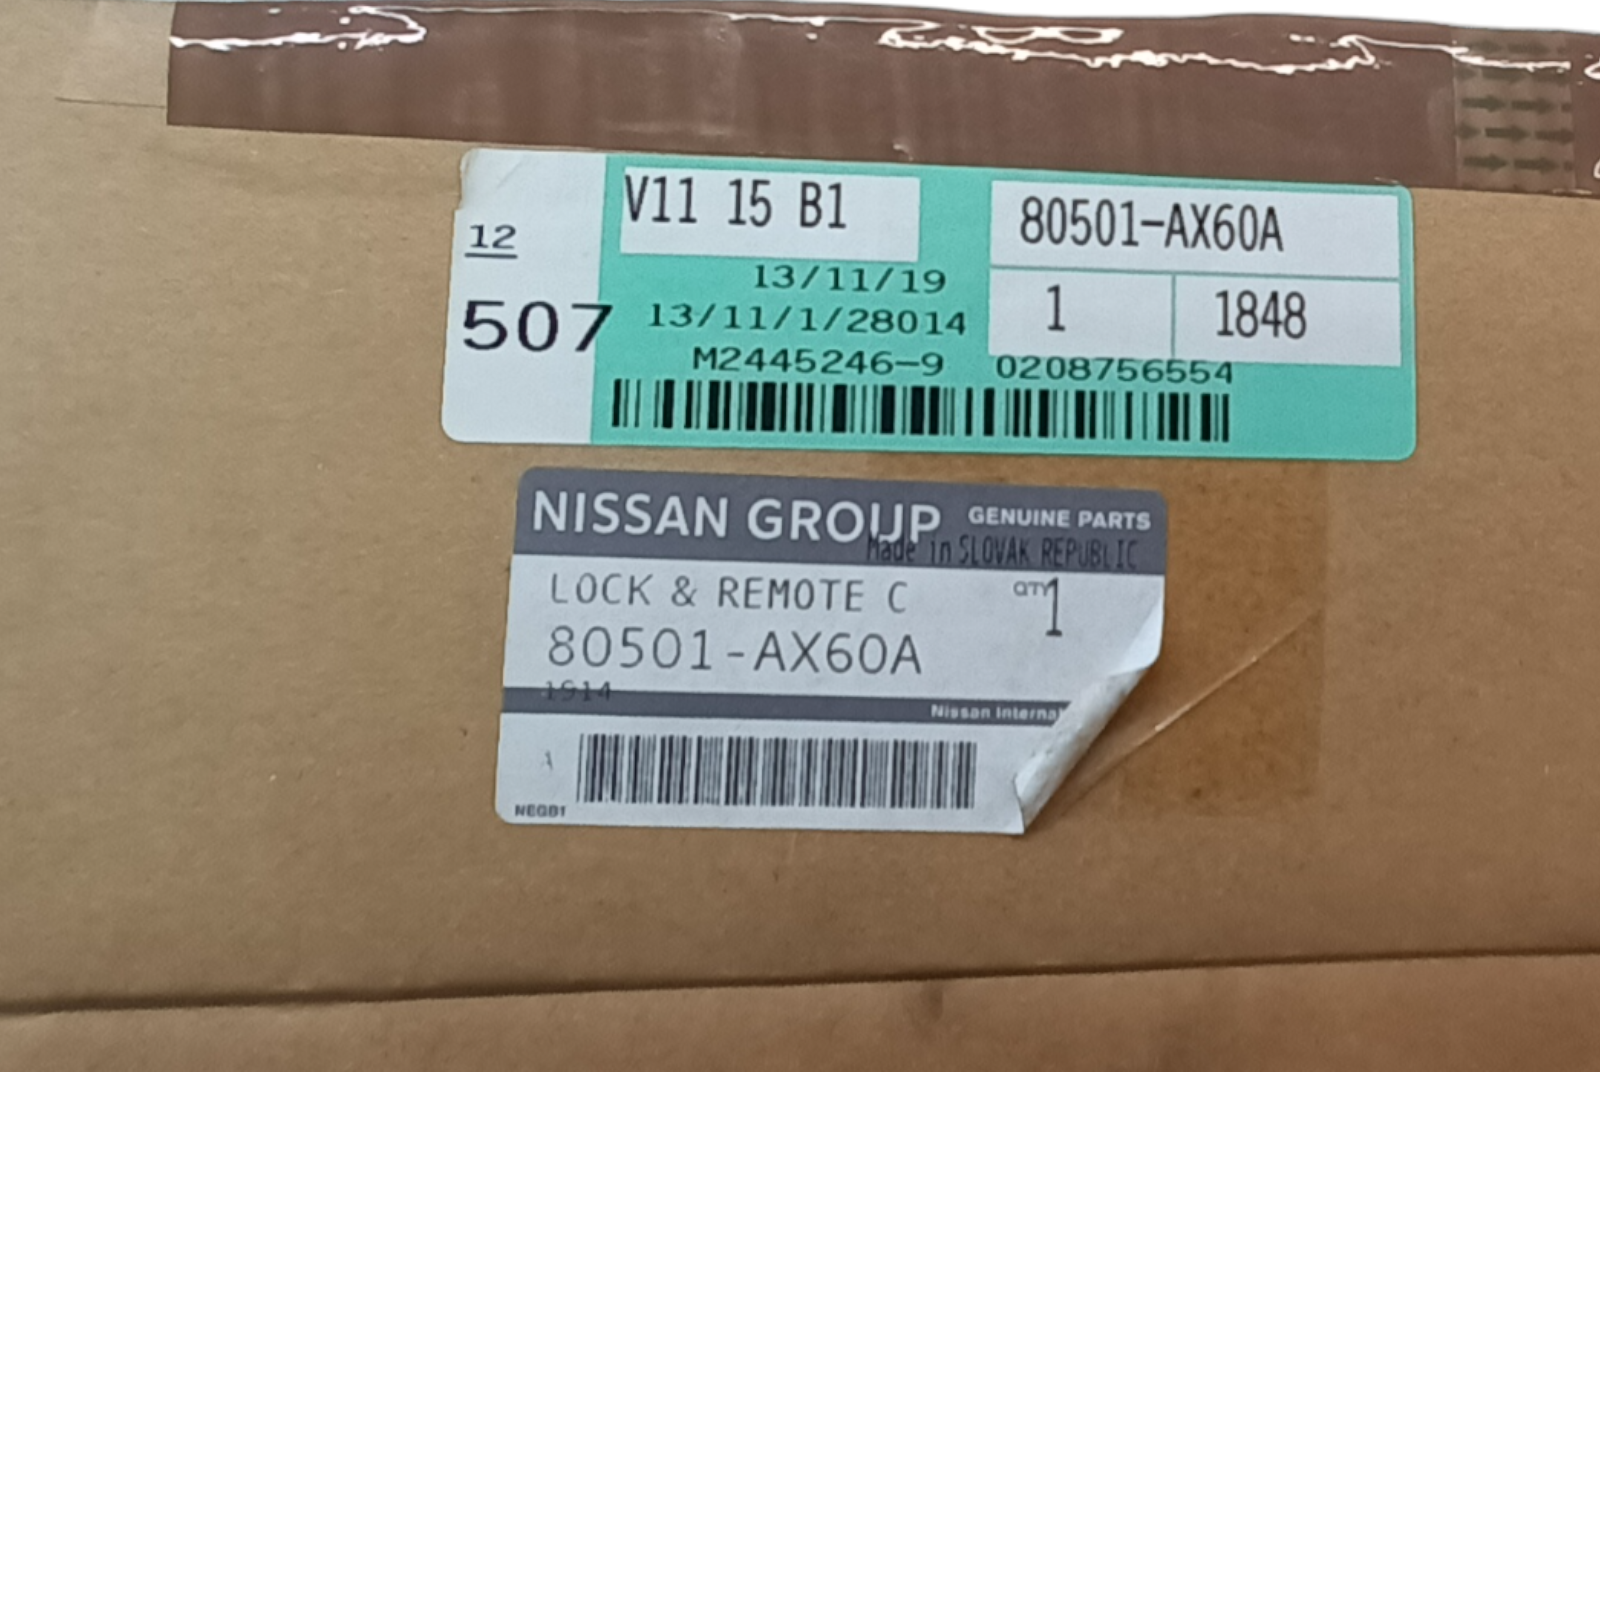 12
507
V11 15 B1
13/11/19
13/11/1/28014
M2445246-9 0208756554
80501-AX60A
1 1848
NISSAN GROUP GENUINE PARTS
Made in SLOVAK REPUBLIC
LOCK & REMOTE C QTY 1
80501-AX60A
1914
Nissan Internat
A
NEGB1